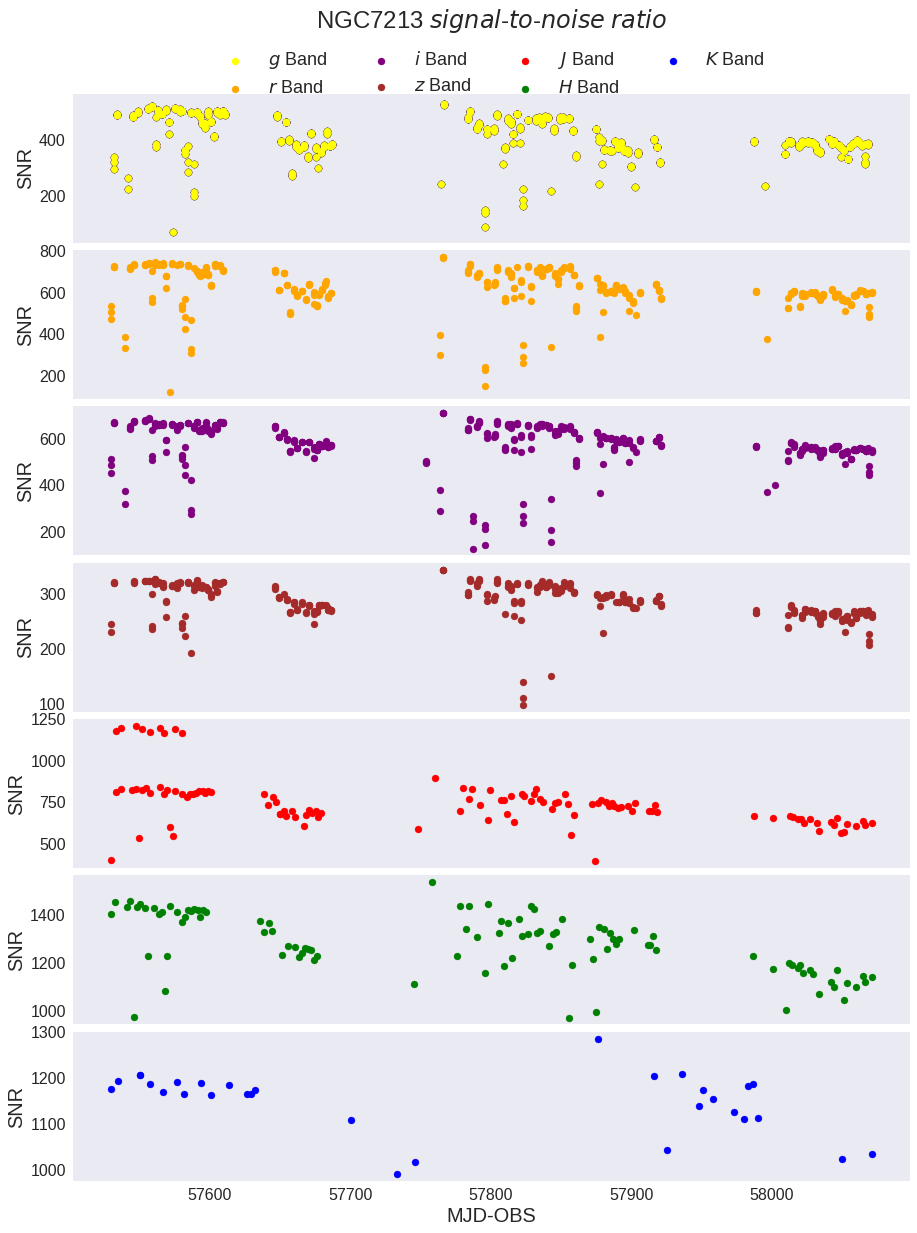 NGC7213 signal-to-noise ratio
g Band i Band J Band K Band
r Band z Band H Band
400
SNR
200
800
600
SNR
400
200
600
SNR
400
200
300
SNR
200
100
1250
1000
SNR
750
500
1400
SNR
1200
1000
1300
1200
SNR
1100
1000
57600 57700 57800 57900 58000
MJD-OBS